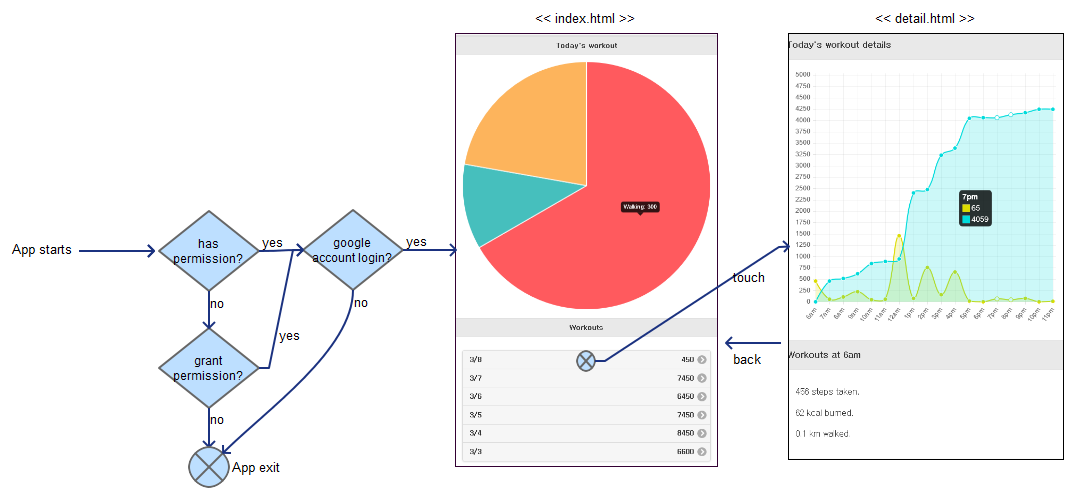 << index.html >>
<< detail.html >>
App starts
has
permission?
yes
no
google
account login?
yes
no
grant
permission?
yes
no
App exit
Today's workout
Walking: 300
Workouts
3/8 450
3/7 7450
3/6 6450
3/5 7450
3/4 8450
3/3 6600
touch
back
Today's workout details
5000
4750
4500
4250
4000
3750
3500
3250
3000
2750
2500
2250
2000
1750
1500
1250
1000
750
500
250
0
7pm
65
4059
6am
7am
8am
9am
10am
11am
12am
1pm
2pm
3pm
4pm
5pm
6pm
7pm
8pm
9pm
10pm
11pm
Workouts at 6am
456 steps taken.
62 kcal burned.
0.1 km walked.